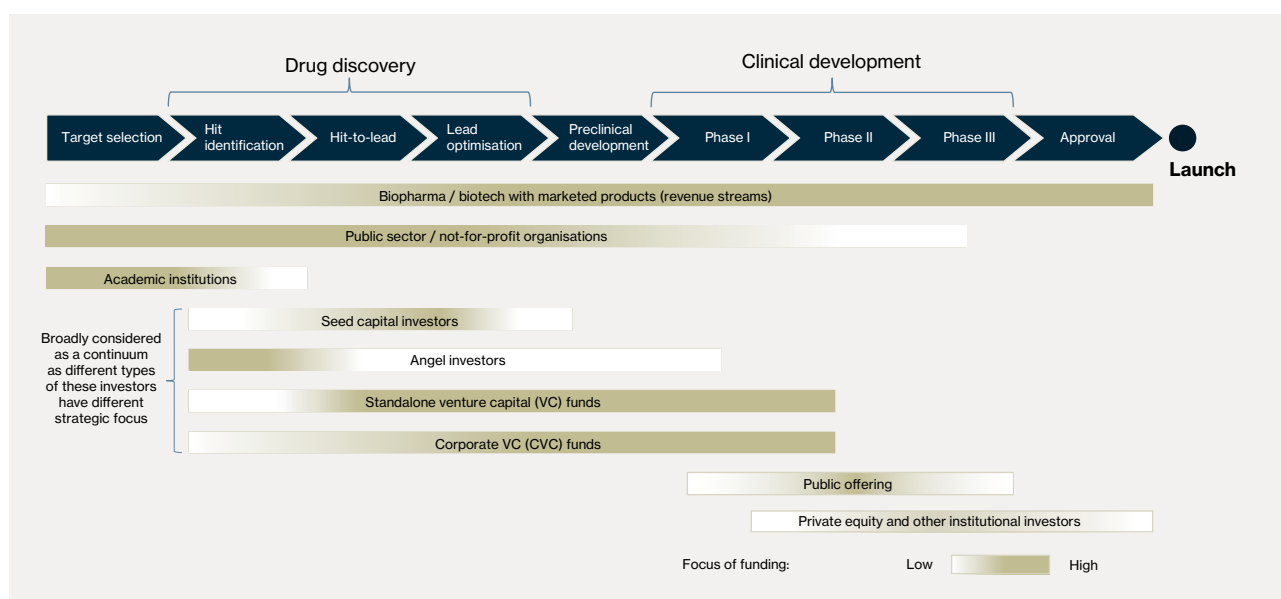 Drug discovery
Clinical development
Target selection
Hit
identification
Hit-to-lead
Lead
optimisation
Preclinical
development
Phase I
Phase II
Phase III
Approval
Launch
Biopharma / biotech with marketed products (revenue streams)
Public sector / not-for-profit organisations
Academic institutions
Broadly considered
as a continuum
as different types
of these investors
have different
strategic focus
Seed capital investors
Angel investors
Standalone venture capital (VC) funds
Corporate VC (CVC) funds
Public offering
Private equity and other institutional investors
Focus of funding:
Low
High